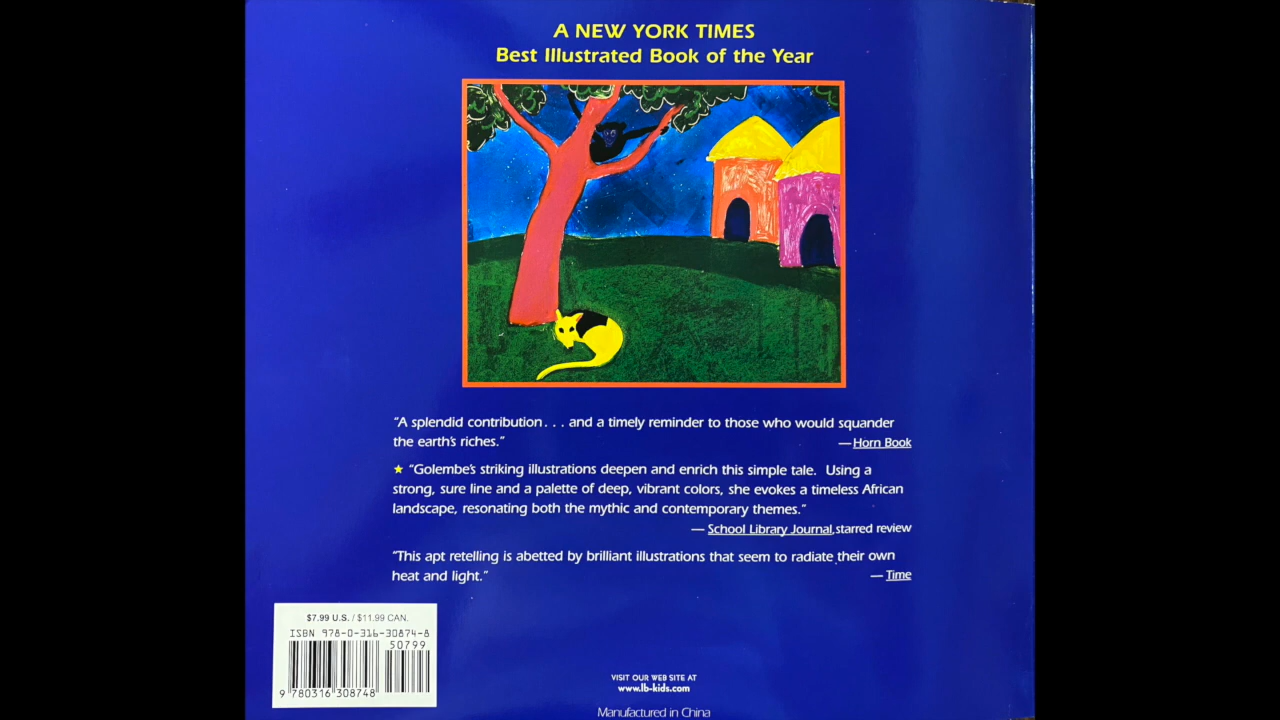 A NEW YORK TIMES
Best Illustrated Book of the Year
“A splendid contribution . . . and a timely reminder to those who would squander
the earth’s riches.” —Horn Book
★ “Golembe’s striking illustrations deepen and enrich this simple tale. Using a
strong, sure line and a palette of deep, vibrant colors, she evokes a timeless African
landscape, resonating both the mythic and contemporary themes.”
— School Library Journal, starred review
“This apt retelling is abetted by brilliant illustrations that seem to radiate their own
heat and light.” — Time
$7.99 U.S. / $11.99 CAN.
ISBN 978-0-316-30874-8
50799
9 780316 308748
VISIT OUR WEB SITE AT
www.lb-kids.com
Manufactured in China